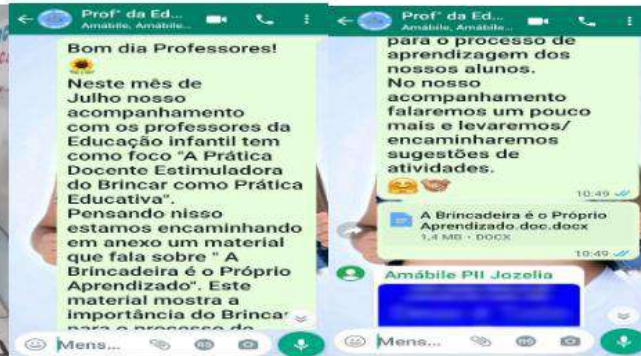 Prof° da Ed...
Amábile, Amábile...
Bom dia Professores!
Neste mês de
Julho nosso
acompanhamento
com os professores da
Educação infantil tem
como foco "A Prática
Docente Estimuladora
do Brincar como Prática
Educativa".
Pensando nisso
estamos encaminhando
em anexo um material
que fala sobre " A
Brincadeira é o Próprio
Aprendizado". Este
material mostra a
importância do Brincar
para o processo de
Mens...
Prof° da Ed...
Amábile, Amábile...
para o processo de
aprendizagem dos
nossos alunos.
No nosso
acompanhamento
falaremos um pouco
mais e levaremos/
encaminharemos
sugestões de
atividades.
10:49
A Brincadeira é o Próprio
Aprendizado.doc.docx
1,4 MB • DOCX
10:49
Amábile PII Jozelia
Mens...